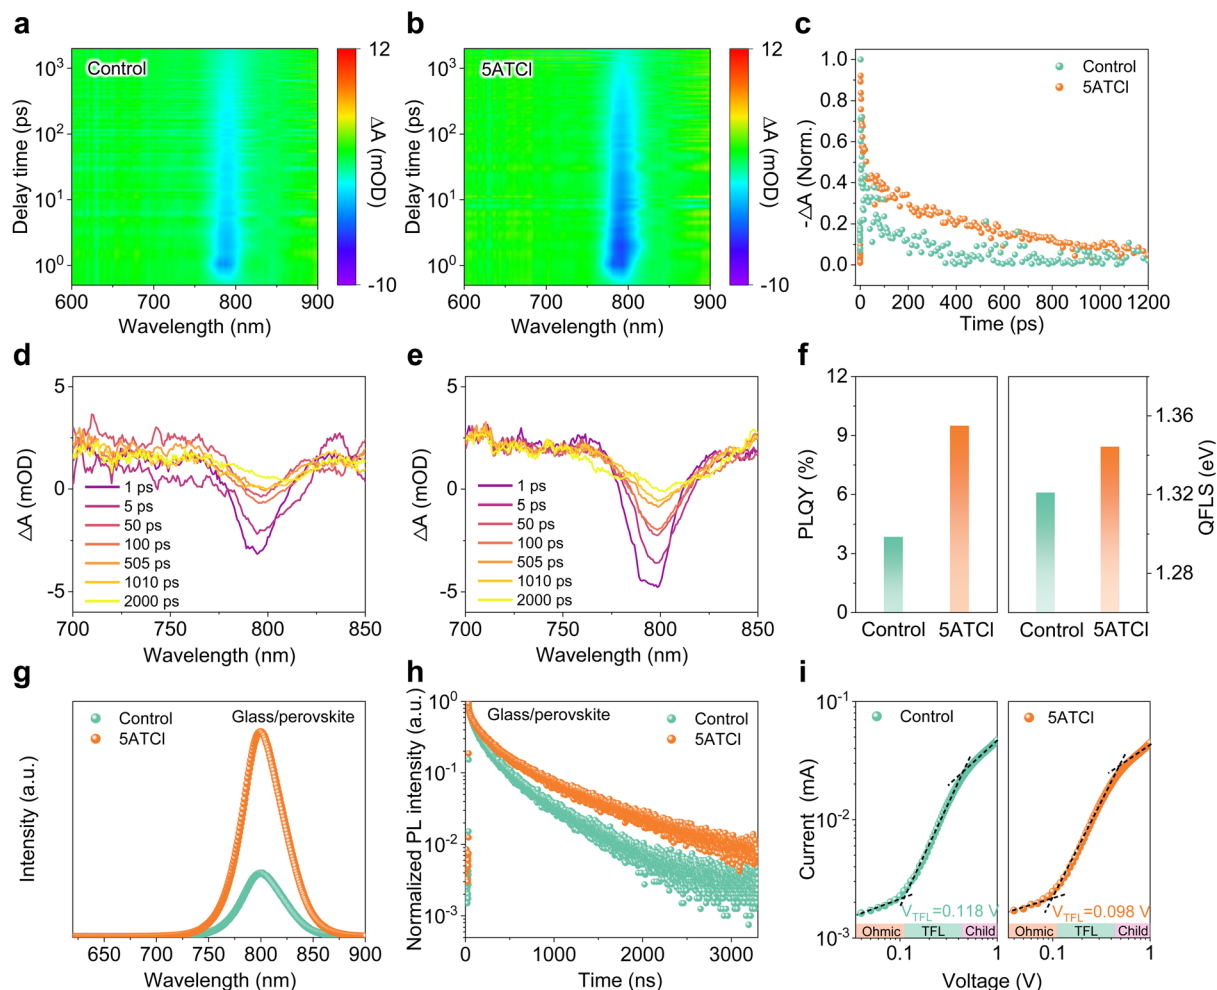 a
12
10³
Control
10²
10¹
10⁰
Delay time (ps)
ΔA (mOD)
-10
600 700 800 900
Wavelength (nm)
b
12
10³
5ATCl
10²
10¹
10⁰
Delay time (ps)
ΔA (mOD)
-10
600 700 800 900
Wavelength (nm)
c
Control
5ATCl
1.0
0.8
0.6
0.4
0.2
0.0
-ΔA (Norm.)
0 200 400 600 800 1000 1200
Time (ps)
d
5
0
-5
ΔA (mOD)
1 ps
5 ps
50 ps
100 ps
505 ps
1010 ps
2000 ps
700 750 800 850
Wavelength (nm)
e
5
0
-5
ΔA (mOD)
1 ps
5 ps
50 ps
100 ps
505 ps
1010 ps
2000 ps
700 750 800 850
Wavelength (nm)
f
12
9
6
3
0
PLQY (%)
1.36
1.32
1.28
QFLS (eV)
Control 5ATCl Control 5ATCl
g
Control
5ATCl
Glass/perovskite
Intensity (a.u.)
650 700 750 800 850 900
Wavelength (nm)
h
Glass/perovskite
Control
5ATCl
10⁰
10⁻¹
10⁻²
10⁻³
Normalized PL intensity (a.u.)
0 1000 2000 3000
Time (ns)
i
10⁻¹
10⁻²
10⁻³
Current (mA)
Control
5ATCl
V_TFL=0.118 V
V_TFL=0.098 V
Ohmic TFL Child
Ohmic TFL Child
0.1 1 0.1 1
Voltage (V)